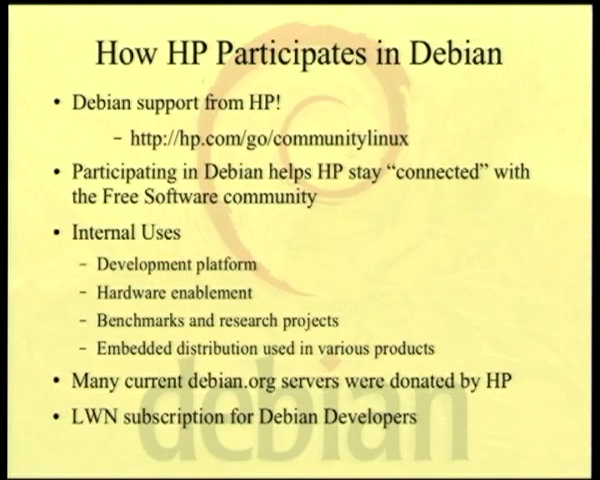 How HP Participates in Debian
• Debian support from HP!
– http://hp.com/go/communitylinux
• Participating in Debian helps HP stay “connected” with
the Free Software community
• Internal Uses
– Development platform
– Hardware enablement
– Benchmarks and research projects
– Embedded distribution used in various products
• Many current debian.org servers were donated by HP
• LWN subscription for Debian Developers
debian